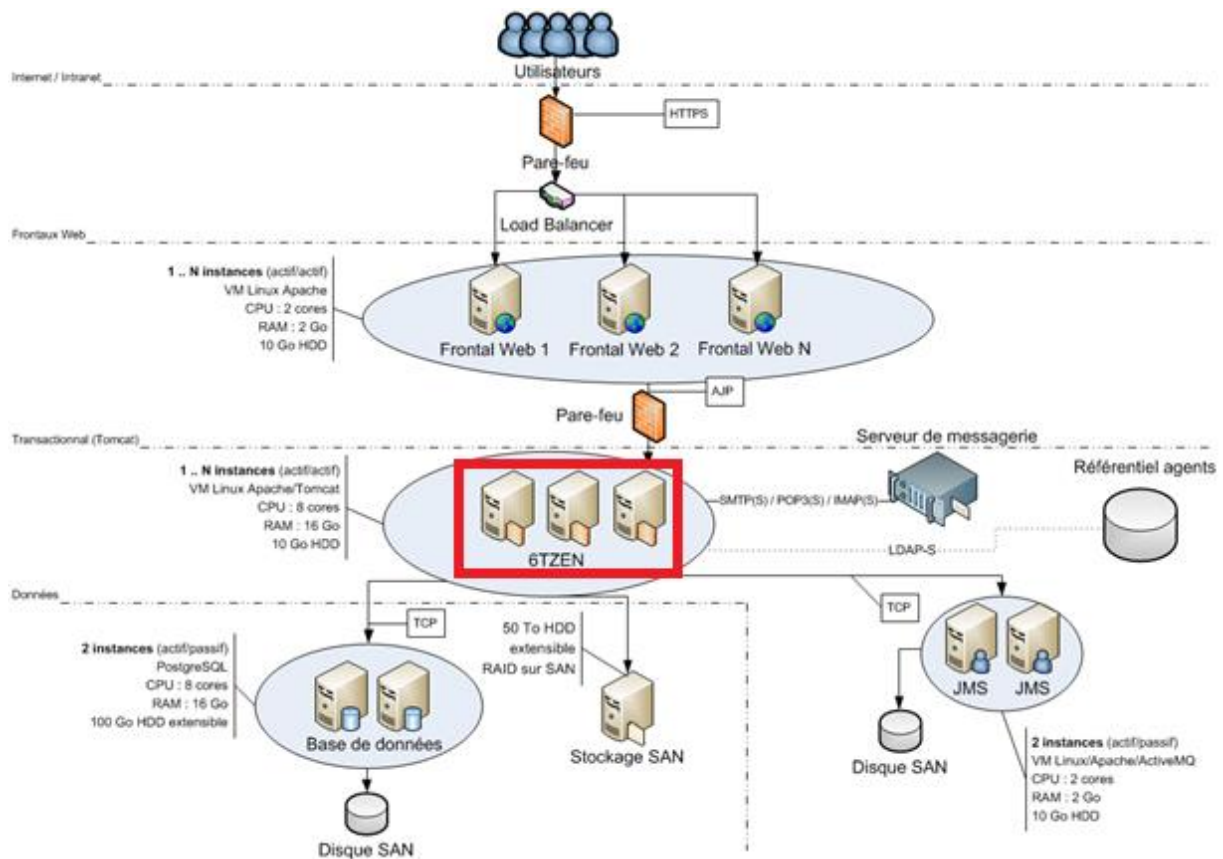 Utilisateurs
Internet / Intranet
HTTPS
Pare-feu
Load Balancer
Frontaux Web
1 .. N instances (actif/actif)
VM Linux Apache
CPU : 2 cores
RAM : 2 Go
10 Go HDD
Frontal Web 1
Frontal Web 2
Frontal Web N
AJP
Pare-feu
Transactionnal (Tomcat)
Serveur de messagerie
Référentiel agents
1 .. N instances (actif/actif)
VM Linux Apache/Tomcat
CPU : 8 cores
RAM : 16 Go
10 Go HDD
6TZEN
SMTP(S) / POP3(S) / IMAP(S)
LDAP-S
Données
TCP
TCP
2 instances (actif/passif)
PostgreSQL
CPU : 8 cores
RAM : 16 Go
100 Go HDD extensible
Base de données
50 To HDD
extensible
RAID sur SAN
Stockage SAN
JMS
JMS
Disque SAN
2 instances (actif/passif)
VM Linux/Apache/ActiveMQ
CPU : 2 cores
RAM : 2 Go
10 Go HDD
Disque SAN